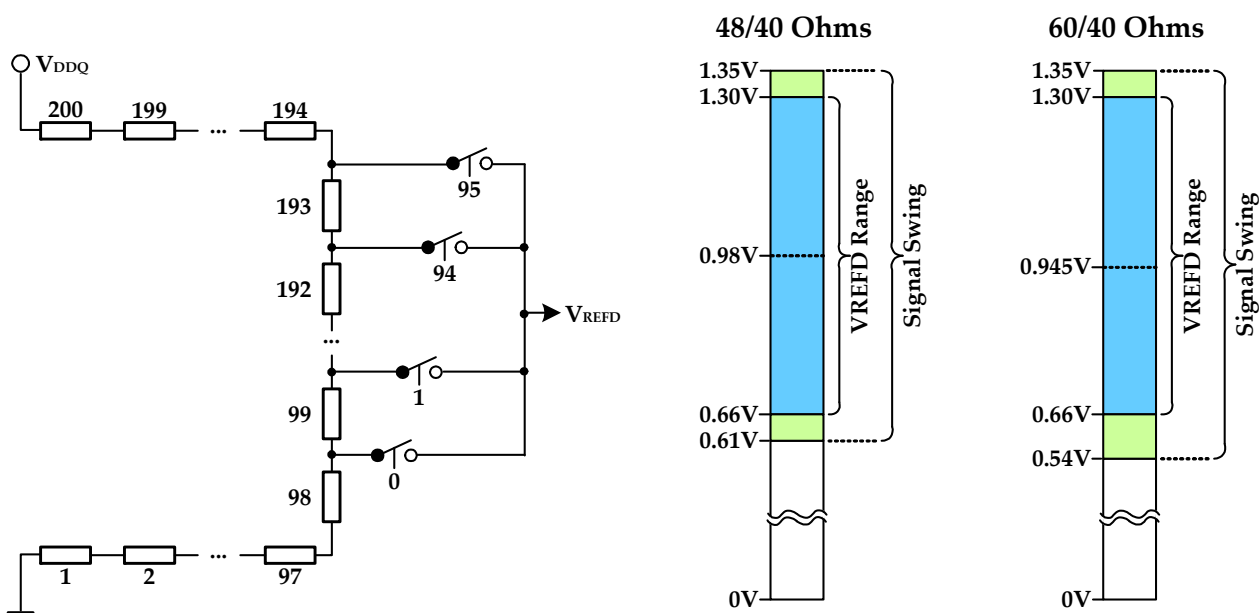 VDDQ
200 199 ... 194
95
193
94
192
VREFD
...
1
99
0
98
...
1 2 97
48/40 Ohms
1.35V
1.30V
0.98V
0.66V
0.61V
0V
VREFD Range
Signal Swing
60/40 Ohms
1.35V
1.30V
0.945V
0.66V
0.54V
0V
VREFD Range
Signal Swing